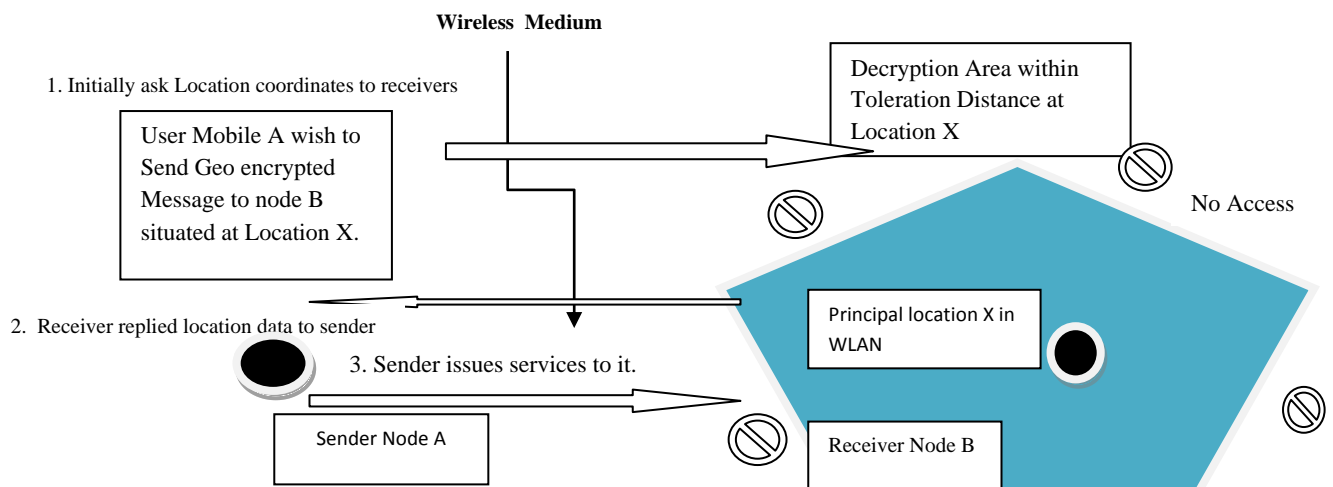 Wireless Medium
1. Initially ask Location coordinates to receivers
User Mobile A wish to
Send Geo encrypted
Message to node B
situated at Location X.
Decryption Area within
Toleration Distance at
Location X
No Access
2. Receiver replied location data to sender
Principal location X in
WLAN
3. Sender issues services to it.
Sender Node A
Receiver Node B